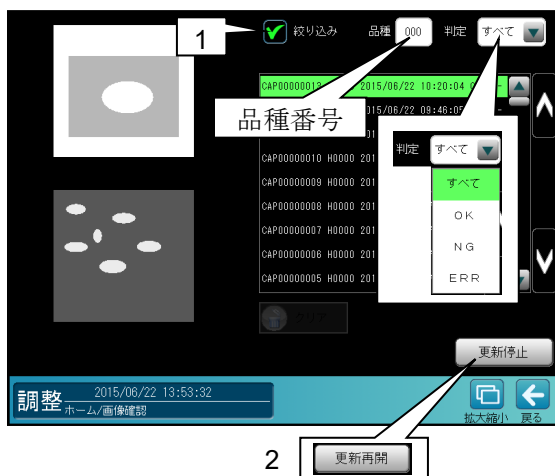 1
絞り込み 品種 000 判定 すべて
CAP00000012 2015/06/22 10:20:04
品種番号 2015/06/22 09:46:05
判定 すべて
すべて
OK
NG
ERR
CAP00000010 H0000 201
CAP00000009 H0000 201
CAP00000008 H0000 201
CAP00000007 H0000 201
CAP00000006 H0000 201
CAP00000005 H0000 201
クリア
更新停止
調整 2015/06/22 13:53:32
ホーム/画像確認
拡大縮小 戻る
2 更新再開